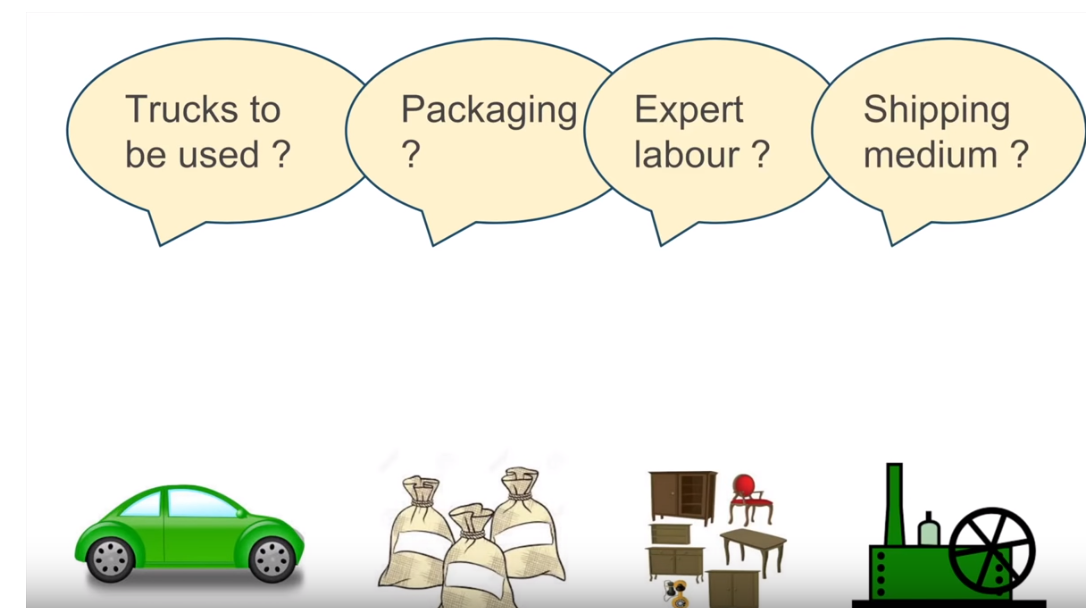 Trucks to
be used ?
Packaging
?
Expert
labour ?
Shipping
medium ?